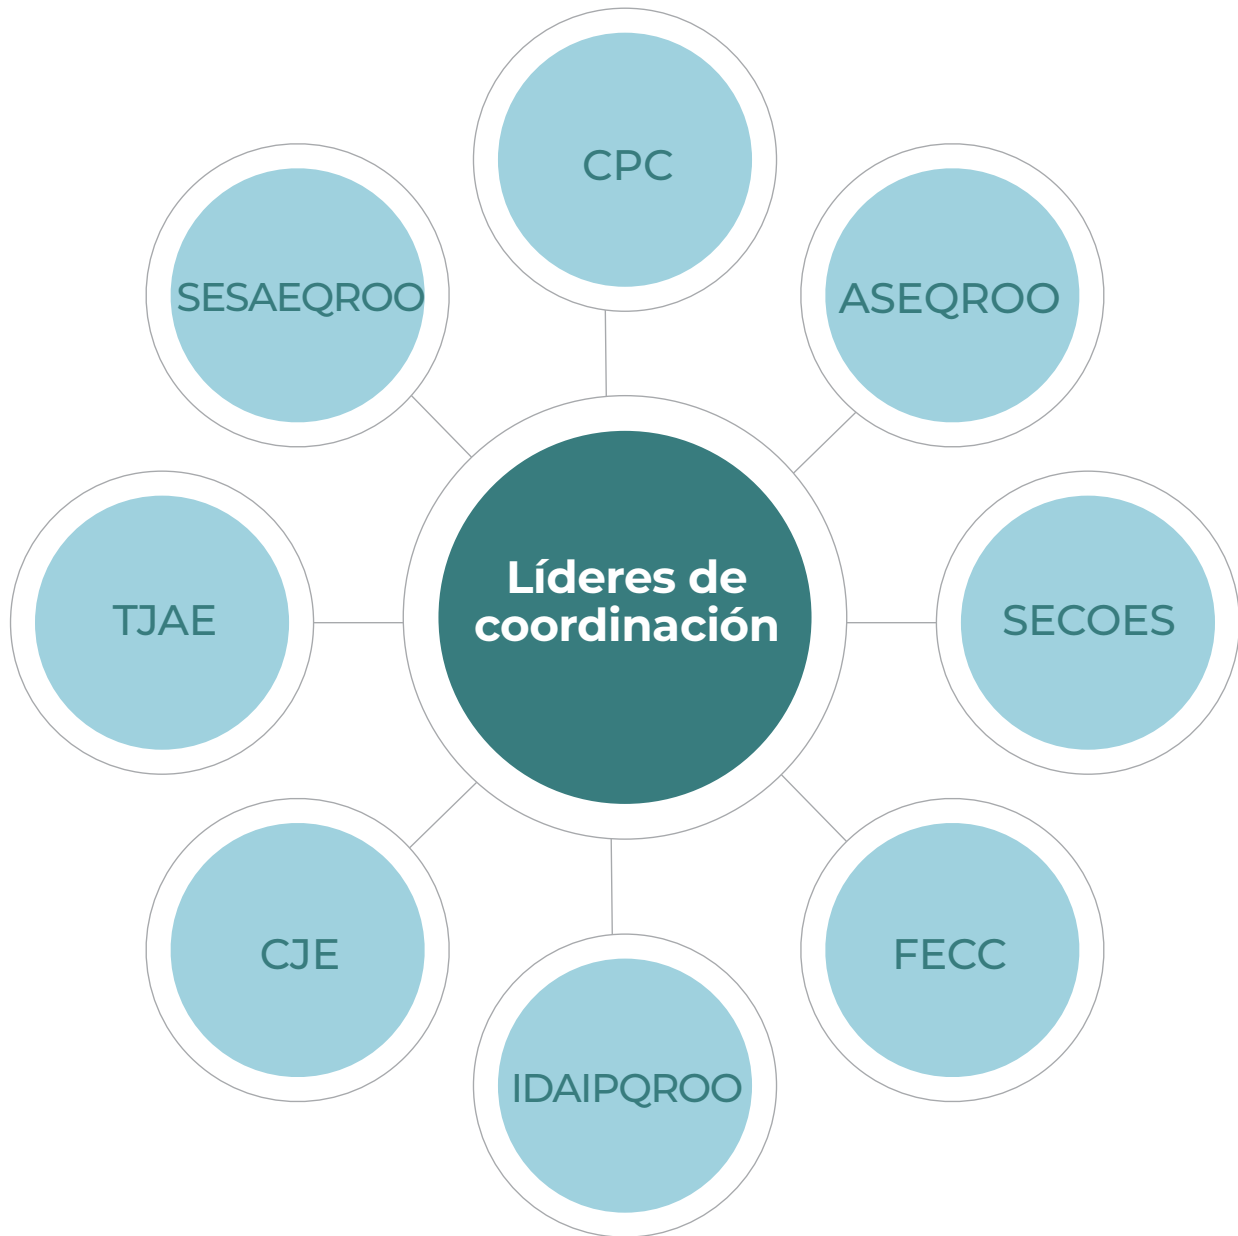 CPC
SESAEQROO
ASEQROO
Líderes de
coordinación
TJAE
SECOES
CJE
FECC
IDAIPQROO